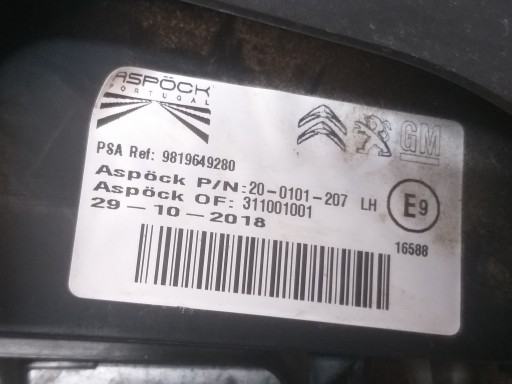 ASPÖCK
PORTUGAL
GM
PSA Ref: 9819649280
Aspöck P/N: 20-0101-207 LH
Aspöck OF: 311001001
29-10-2018
E9
16588